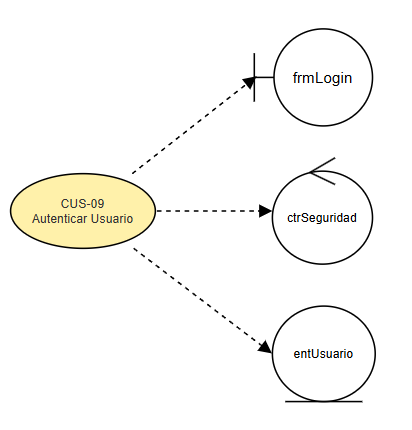 frmLogin
CUS-09
Autenticar Usuario
ctrSeguridad
entUsuario